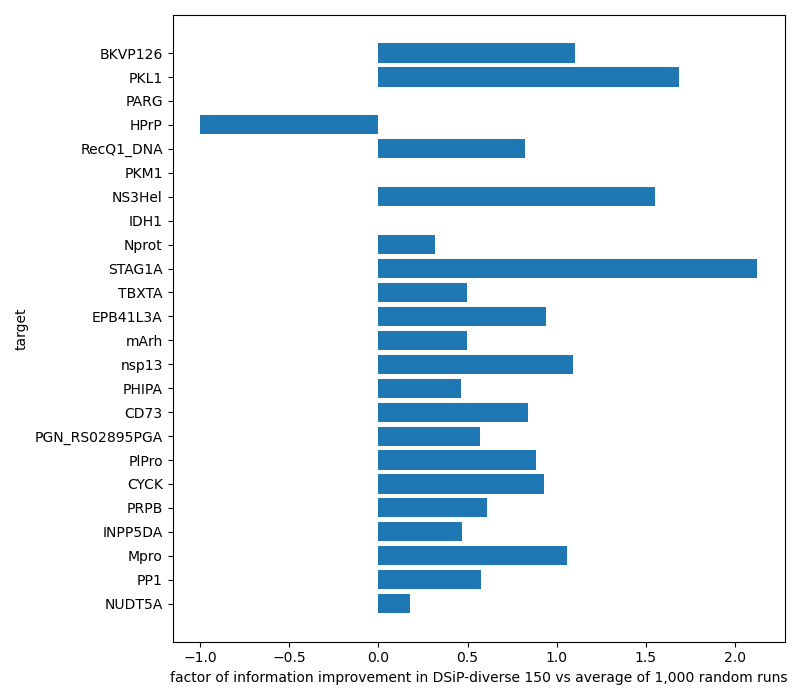 BKVP126
PKL1
PARG
HPrP
RecQ1_DNA
PKM1
NS3Hel
IDH1
Nprot
STAG1A
TBXTA
EPB41L3A
mArh
nsp13
PHIPA
CD73
PGN_RS02895PGA
PlPro
CYCK
PRPB
INPP5DA
Mpro
PP1
NUDT5A
target
−1.0 −0.5 0.0 0.5 1.0 1.5 2.0
factor of information improvement in DSiP-diverse 150 vs average of 1,000 random runs